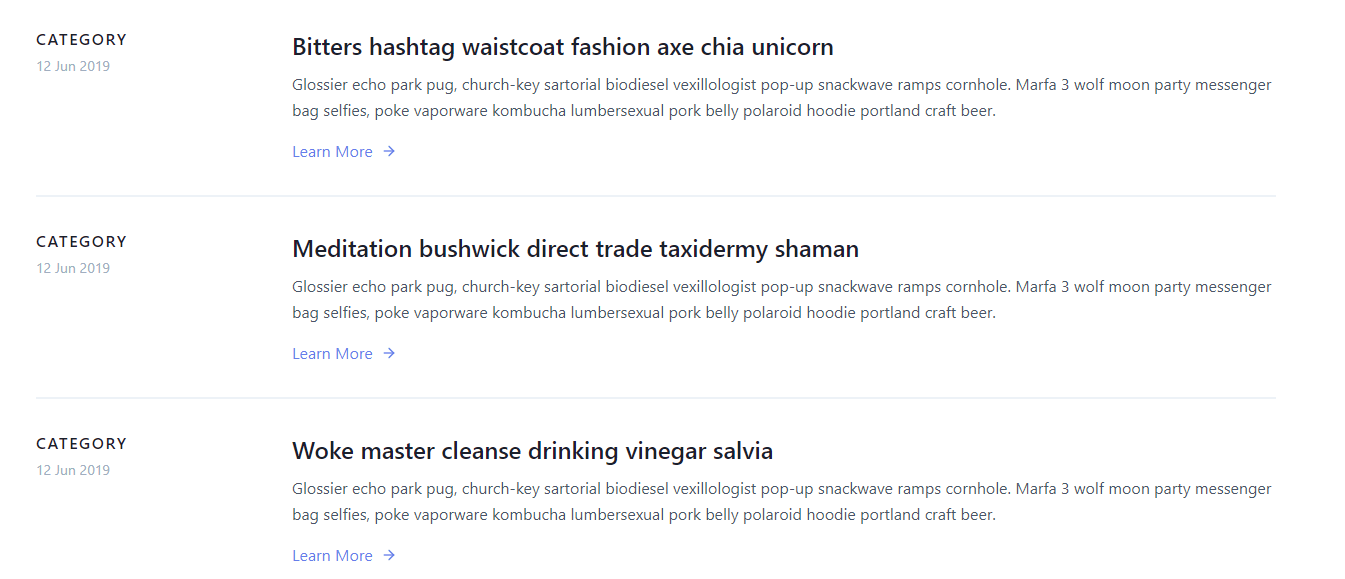 CATEGORY
12 Jun 2019
Bitters hashtag waistcoat fashion axe chia unicorn
Glossier echo park pug, church-key sartorial biodiesel vexillologist pop-up snackwave ramps cornhole. Marfa 3 wolf moon party messenger
bag selfies, poke vaporware kombucha lumbersexual pork belly polaroid hoodie portland craft beer.
Learn More →
CATEGORY
12 Jun 2019
Meditation bushwick direct trade taxidermy shaman
Glossier echo park pug, church-key sartorial biodiesel vexillologist pop-up snackwave ramps cornhole. Marfa 3 wolf moon party messenger
bag selfies, poke vaporware kombucha lumbersexual pork belly polaroid hoodie portland craft beer.
Learn More →
CATEGORY
12 Jun 2019
Woke master cleanse drinking vinegar salvia
Glossier echo park pug, church-key sartorial biodiesel vexillologist pop-up snackwave ramps cornhole. Marfa 3 wolf moon party messenger
bag selfies, poke vaporware kombucha lumbersexual pork belly polaroid hoodie portland craft beer.
Learn More →